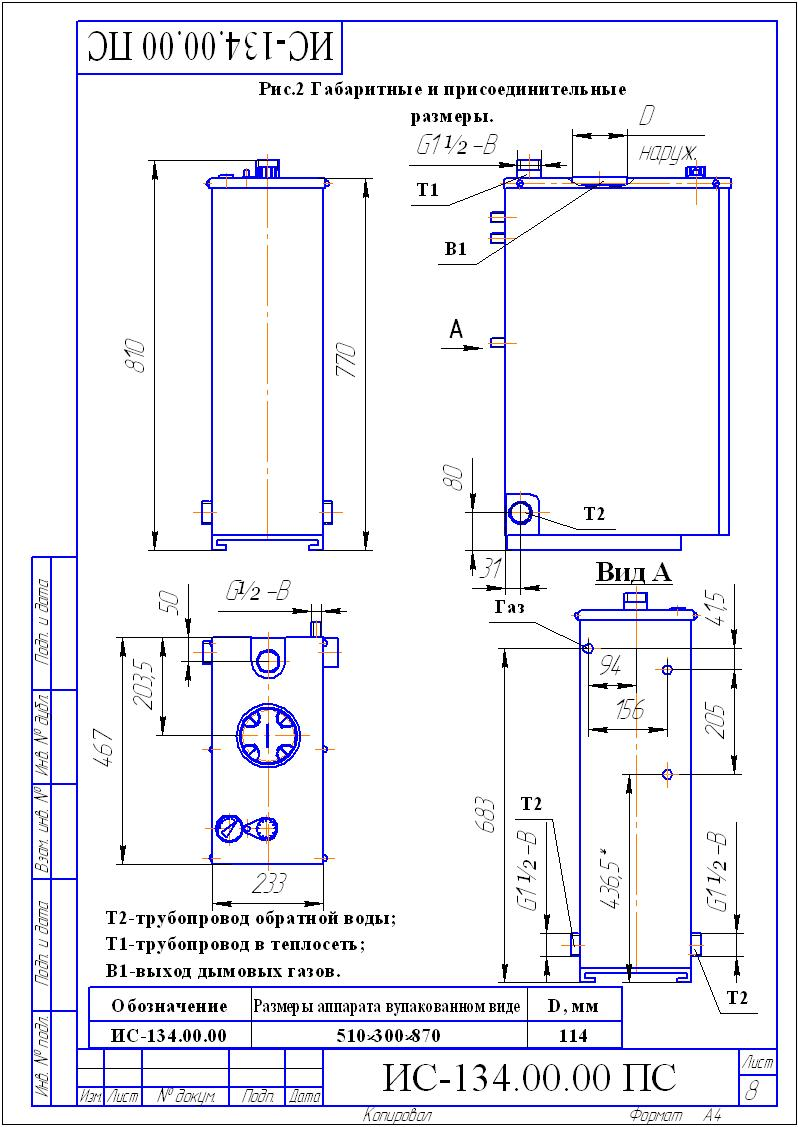 ИС-134.00.00 ПС
Рис.2 Габаритные и присоединительные
размеры.
G1 1/2 –В
D
наруж.
Т1
В1
А
810
770
80
31
Т2
Вид А
50
G1/2 –В
203,5
467
233
Газ
41,5
94
156
205
683
Т2
436,5*
G1 1/2 –В
G1 1/2 –В
Т2
Т2-трубопровод обратной воды;
Т1-трубопровод в теплосеть;
В1-выход дымовых газов.
Обозначение Размеры аппарата вупакованном виде D, мм
ИС-134.00.00 510×300×870 114
Подп. и дата
Инв. № дубл.
Взам. инв. №
Подп. и дата
Инв. № подл.
Изм. Лист № докум. Подп. Дата
ИС-134.00.00 ПС
Лист
8
Копировал Формат А4